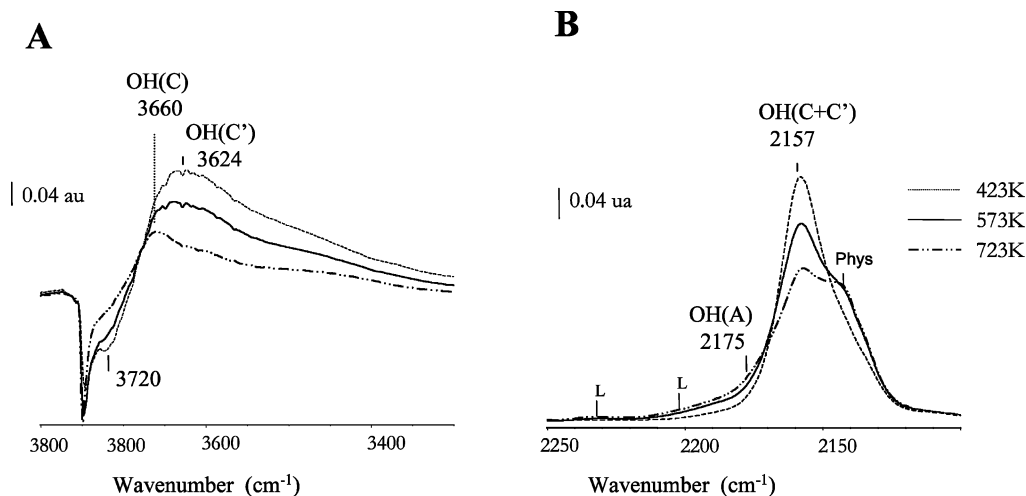 A
OH(C)
3660
OH(C’)
3624
0.04 au
3720
3800 3800 3600 3400
Wavenumber (cm-1)
B
OH(C+C’)
2157
0.04 ua
423K
573K
723K
Phys
OH(A)
2175
L
L
2250 2200 2150
Wavenumber (cm-1)